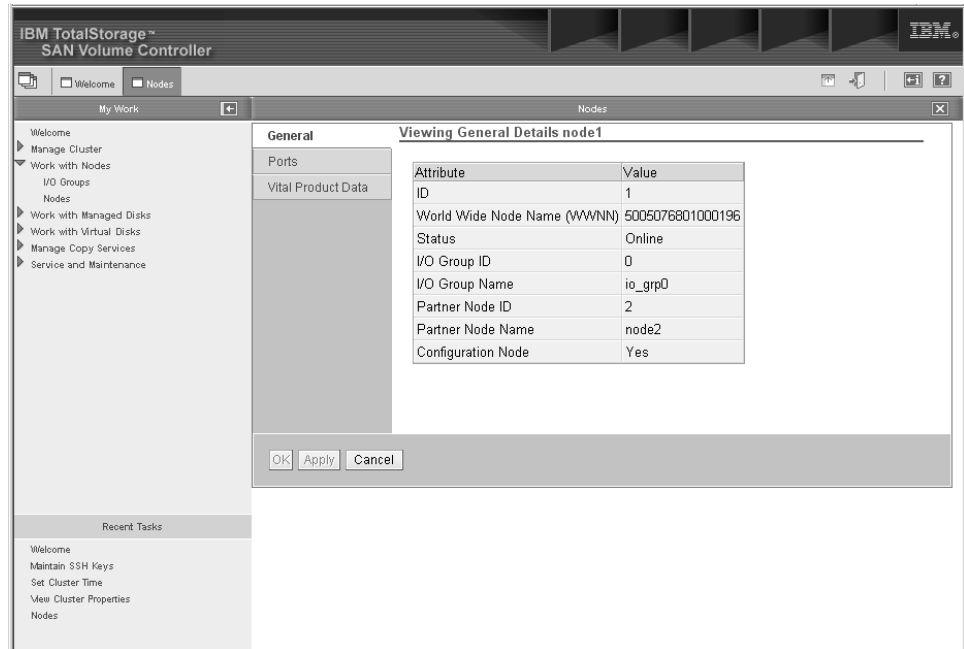 IBM TotalStorage™
SAN Volume Controller
IBM®
Welcome
Nodes
?
My Work
Nodes
Welcome
Manage Cluster
Work with Nodes
I/O Groups
Nodes
Work with Managed Disks
Work with Virtual Disks
Manage Copy Services
Service and Maintenance
General
Ports
Vital Product Data
Viewing General Details node1
Attribute Value
ID 1
World Wide Node Name (WWNN) 5005076801000196
Status Online
I/O Group ID 0
I/O Group Name io_grp0
Partner Node ID 2
Partner Node Name node2
Configuration Node Yes
OK Apply Cancel
Recent Tasks
Welcome
Maintain SSH Keys
Set Cluster Time
View Cluster Properties
Nodes